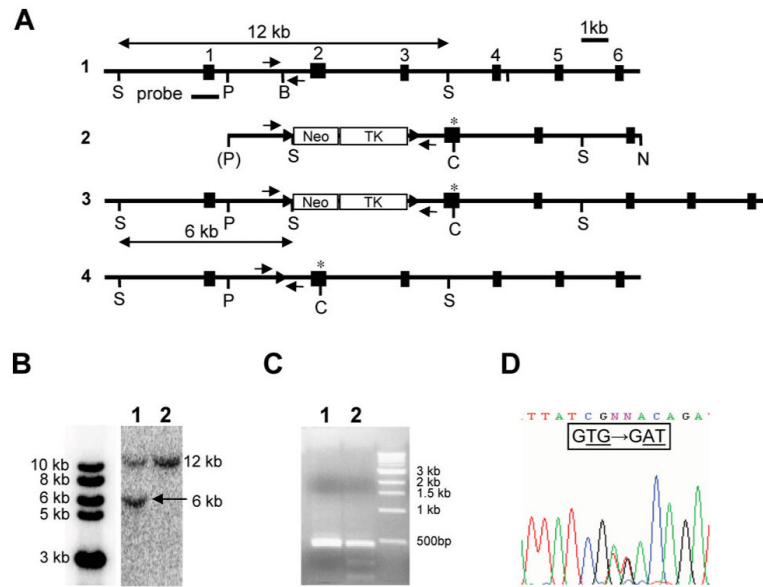 A
12 kb
1kb
1 2 3 4 5 6
1
S P B S
probe
2
*
Neo TK
(P) S C S N
3
*
Neo TK
S P S C S
6 kb
4
*
S P C S
B
1 2
10 kb
8 kb
6 kb
5 kb
3 kb
12 kb
6 kb
C
1 2
3 kb
2 kb
1.5 kb
1 kb
500bp
D
T T A T C G N N A C A G A
GTG→GAT